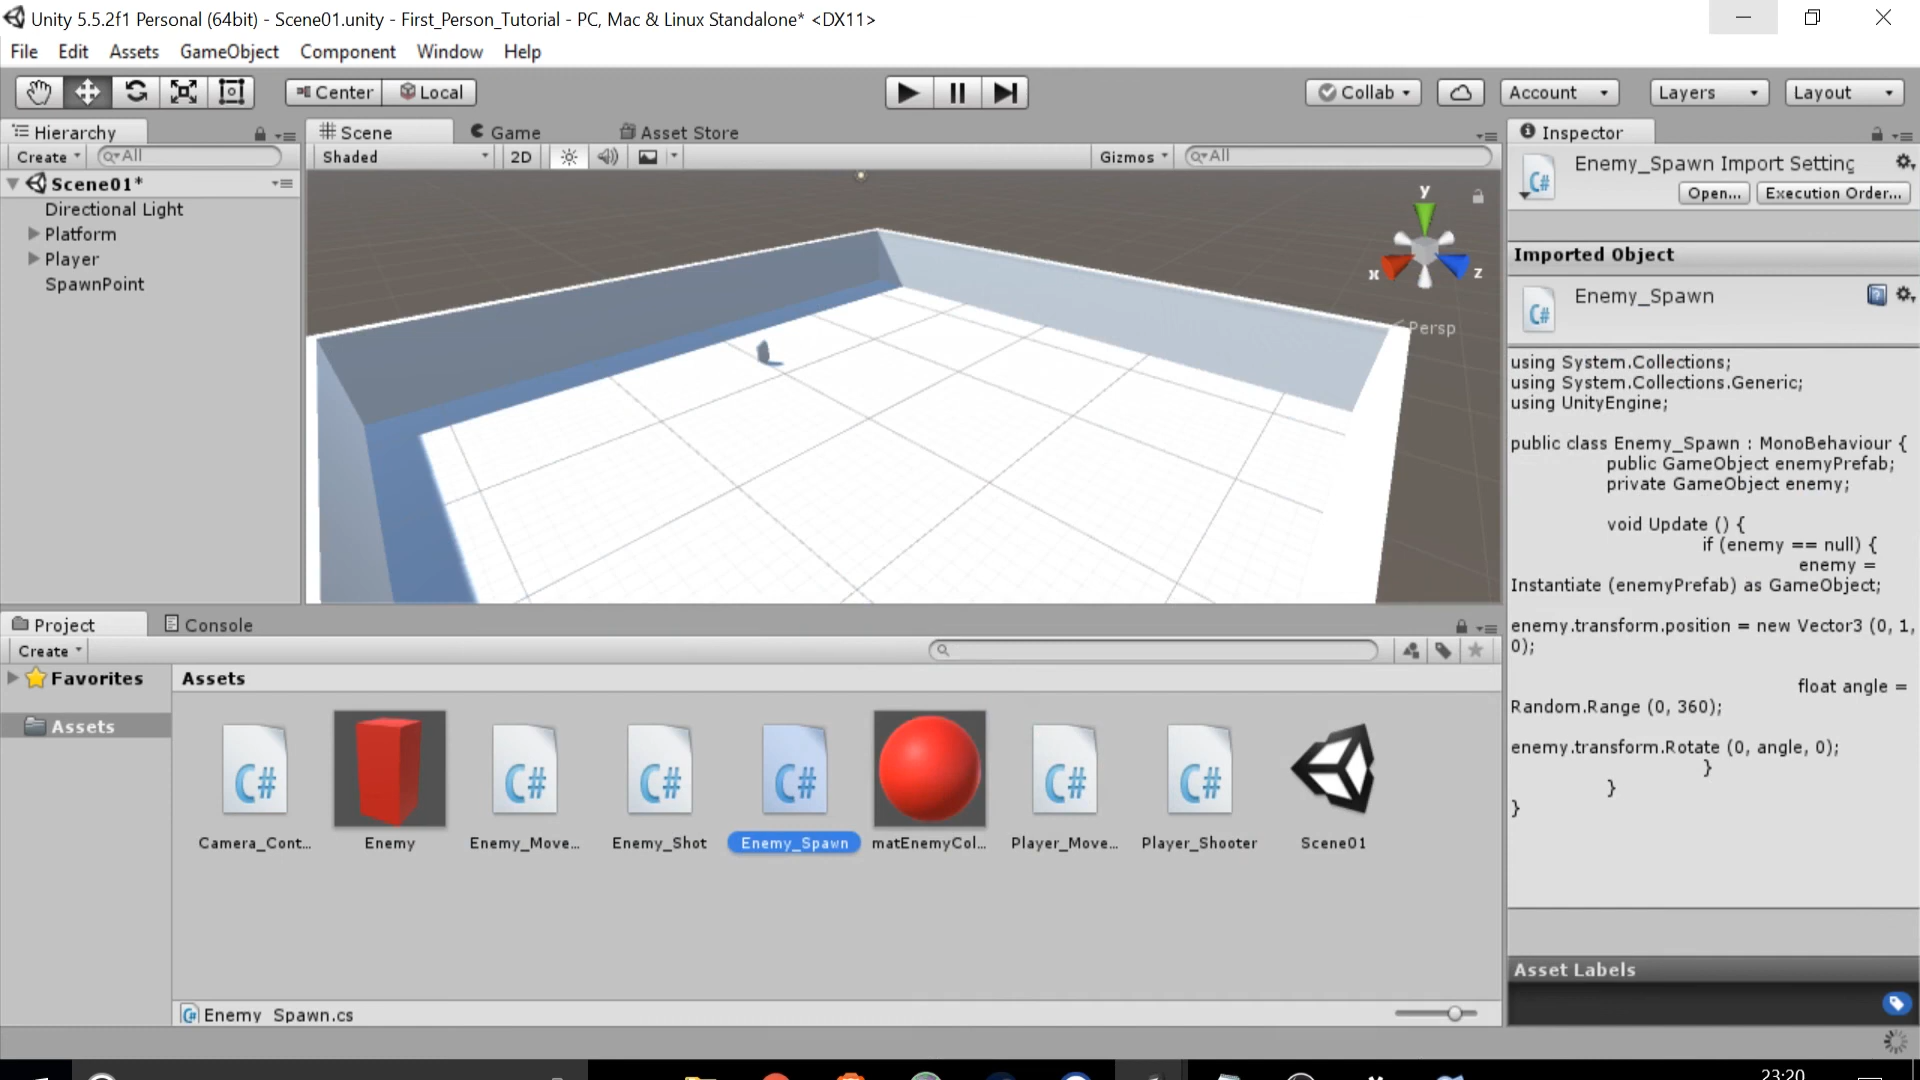 Unity 5.5.2f1 Personal (64bit) - Scene01.unity - First_Person_Tutorial - PC, Mac & Linux Standalone* <DX11>
File Edit Assets GameObject Component Window Help
Center Local Collab Account Layers Layout
Hierarchy
Create All
Scene01*
Directional Light
Platform
Player
SpawnPoint
Scene Game Asset Store
Shaded 2D Gizmos All
y
x z
Persp
Inspector
Enemy_Spawn Import Setting
Open... Execution Order...
Imported Object
Enemy_Spawn
C#
using System.Collections;
using System.Collections.Generic;
using UnityEngine;
public class Enemy_Spawn : MonoBehaviour {
public GameObject enemyPrefab;
private GameObject enemy;
void Update () {
if (enemy == null) {
enemy =
Instantiate (enemyPrefab) as GameObject;
enemy.transform.position = new Vector3 (0, 1,
0);
float angle =
Random.Range (0, 360);
enemy.transform.Rotate (0, angle, 0);
}
}
}
Asset Labels
Project Console
Create
Favorites
Assets
Assets
C# C# C# C# C# C#
Camera_Cont... Enemy Enemy_Move... Enemy_Shot Enemy_Spawn matEnemyCol... Player_Move... Player_Shooter Scene01
Enemy_Spawn.cs
23:20